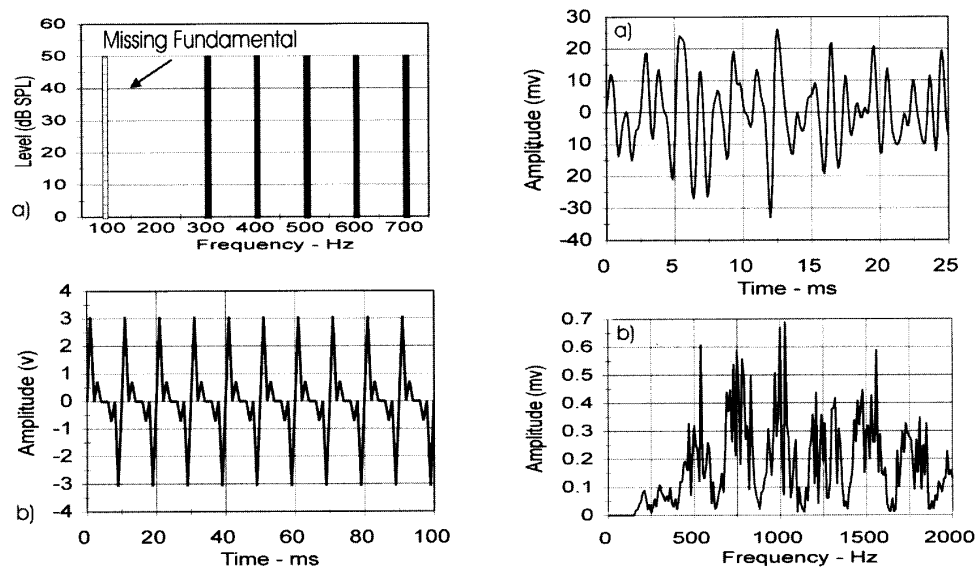 60
Missing Fundamental
50
40
30
20
10
0
Level (dB SPL)
a)
100 200 300 400 500 600 700
Frequency - Hz
4
3
2
1
0
-1
-2
-3
-4
Amplitude (v)
b)
0 20 40 60 80 100
Time - ms
30
a)
20
10
0
10
20
-30
-40
Amplitude (mv)
0 5 10 15 20 25
Time - ms
0.7
b)
0.6
0.5
0.4
0.3
0.2
0.1
0
Amplitude (mv)
0 500 1000 1500 2000
Frequency - Hz